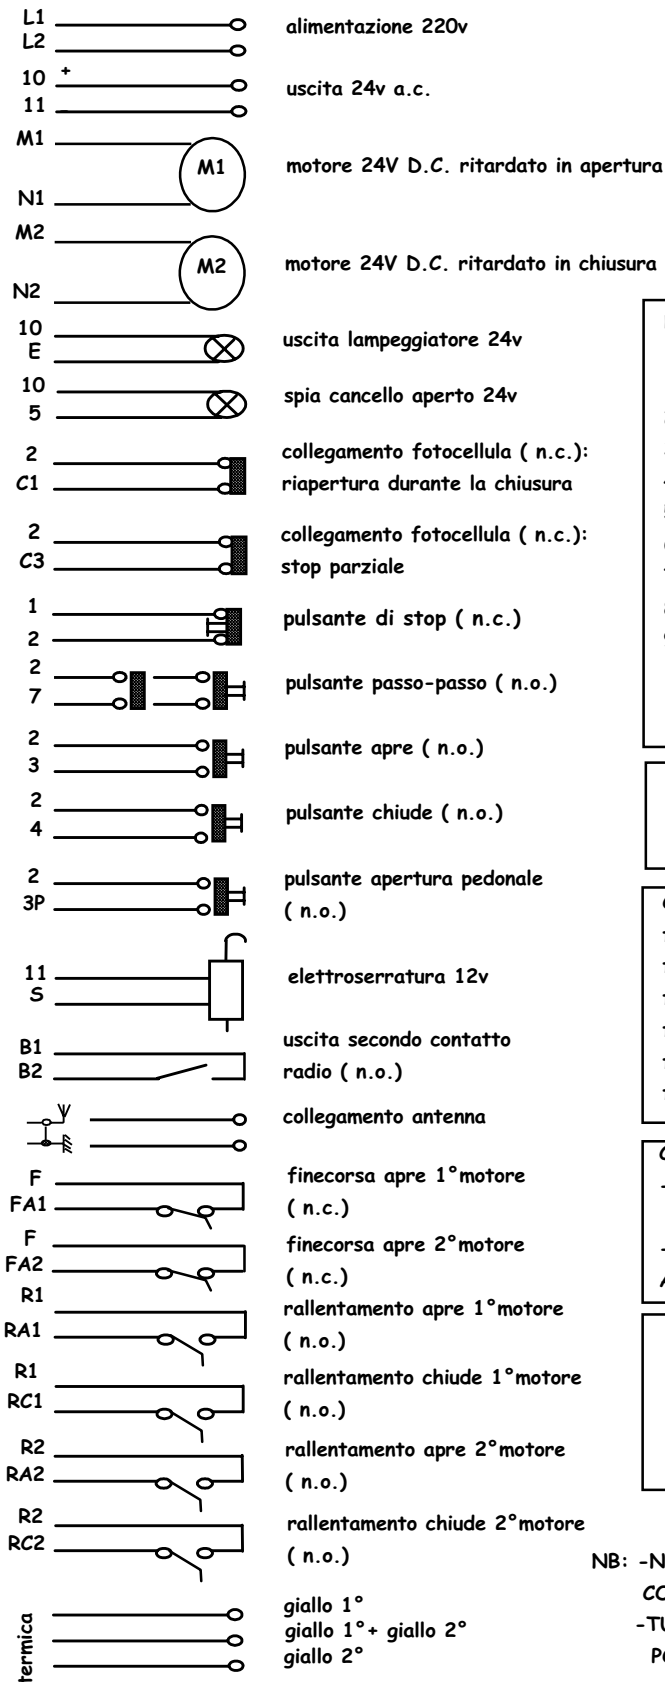 L1
L2
alimentazione 220v
10 +
11 -
uscita 24v a.c.
M1
N1
M1
motore 24V D.C. ritardato in apertura
M2
N2
M2
motore 24V D.C. ritardato in chiusura
10
E
uscita lampeggiatore 24v
10
5
spia cancello aperto 24v
2
C1
collegamento fotocellula ( n.c.):
riapertura durante la chiusura
2
C3
collegamento fotocellula ( n.c.):
stop parziale
1
2
pulsante di stop ( n.c.)
2
7
pulsante passo-passo ( n.o.)
2
3
pulsante apre ( n.o.)
2
4
pulsante chiude ( n.o.)
2
3P
pulsante apertura pedonale
( n.o.)
11
S
elettroserratura 12v
B1
B2
uscita secondo contatto
radio ( n.o.)
collegamento antenna
F
FA1
finecorsa apre 1°motore
( n.c.)
F
FA2
finecorsa apre 2°motore
( n.c.)
R1
RA1
rallentamento apre 1°motore
( n.o.)
R1
RC1
rallentamento chiude 1°motore
( n.o.)
R2
RA2
rallentamento apre 2°motore
( n.o.)
R2
RC2
rallentamento chiude 2°motore
( n.o.)
termica
giallo 1°
giallo 1°+ giallo 2°
giallo 2°
NB: -N
CO
-TU